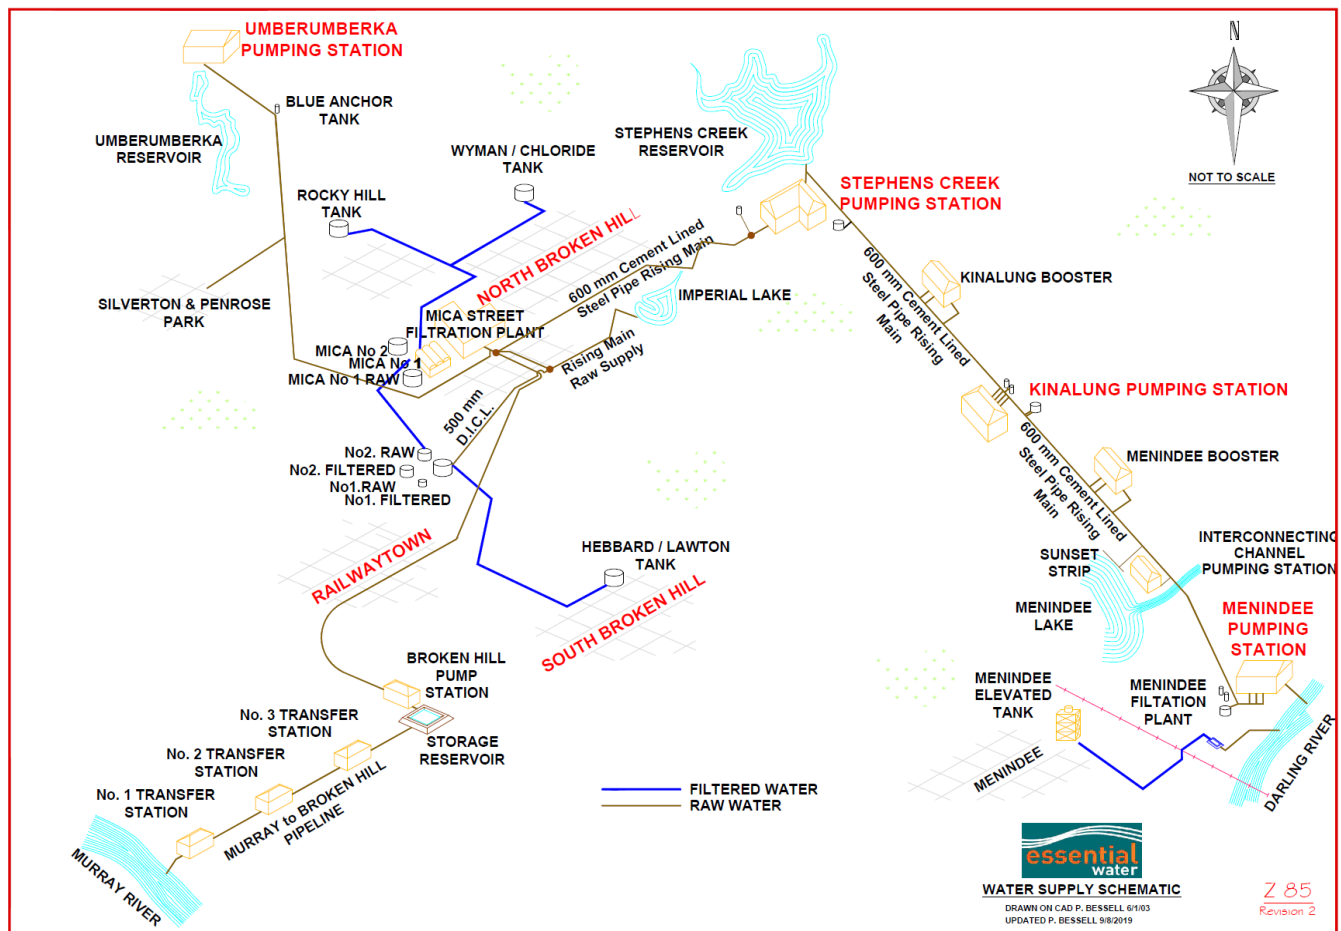 UMBERUMBERKA
PUMPING STATION
N
BLUE ANCHOR
TANK
UMBERUMBERKA
RESERVOIR
STEPHENS CREEK
RESERVOIR
WYMAN / CHLORIDE
TANK
NOT TO SCALE
STEPHENS CREEK
PUMPING STATION
ROCKY HILL
TANK
NORTH BROKEN HILL
600 mm Cement Lined
Steel Pipe Rising Main
600 mm Cement Lined
Steel Pipe Rising
Main
KINALUNG BOOSTER
SILVERTON & PENROSE
PARK
IMPERIAL LAKE
MICA STREET
FILTRATION PLANT
MICA No 2
MICA No 1
MICA No 1 RAW
Rising Main
Raw Supply
KINALUNG PUMPING STATION
500 mm
D.I.C.L.
600 mm Cement Lined
Steel Pipe Rising
Main
No2. RAW
No2. FILTERED
No1.RAW
No1. FILTERED
MENINDEE BOOSTER
RAILWAYTOWN
HEBBARD / LAWTON
TANK
SOUTH BROKEN HILL
SUNSET
STRIP
INTERCONNECTING
CHANNEL
PUMPING STATION
MENINDEE
LAKE
MENINDEE
PUMPING
STATION
BROKEN HILL
PUMP
STATION
MENINDEE
ELEVATED
TANK
MENINDEE
FILTATION
PLANT
No. 3 TRANSFER
STATION
STORAGE
RESERVOIR
No. 2 TRANSFER
STATION
MENINDEE
DARLING RIVER
No. 1 TRANSFER
STATION
MURRAY to BROKEN HILL
PIPELINE
FILTERED WATER
RAW WATER
MURRAY RIVER
essential
water
WATER SUPPLY SCHEMATIC
DRAWN ON CAD P. BESSELL 6/1/03
UPDATED P. BESSELL 9/8/2019
Z 85
Revision 2